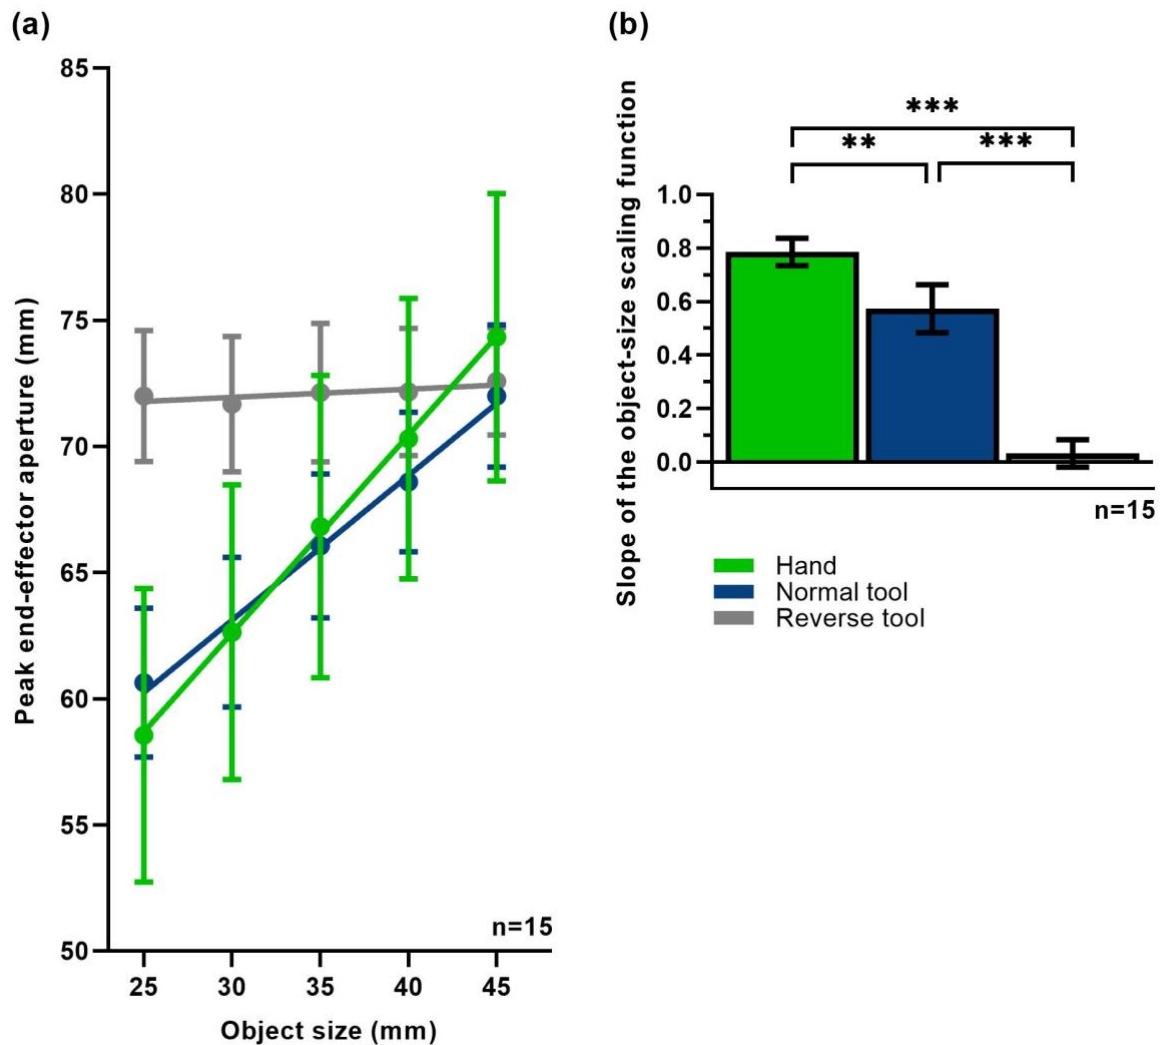 (a)
85
80
75
70
65
60
55
50
Peak end-effector aperture (mm)
n=15
25 30 35 40 45
Object size (mm)
(b)
Slope of the object-size scaling function
***
** ***
1.0
0.8
0.6
0.4
0.2
0.0
n=15
Hand
Normal tool
Reverse tool